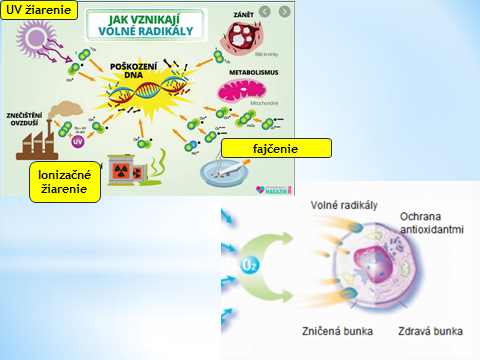 UV žiarenie
JAK VZNIKAJÍ
VOLNÉ RADIKÁLY
ZÁNĚT
Bílé krvinky
POŠKOZENÍ
DNA
METABOLISMUS
Mitochondrie
ZNEČIŠTĚNÍ
OVZDUŠÍ
UV
fajčenie
Ionizačné
žiarenie
MAGAZÍN
Volné radikály
Ochrana
antioxidantmi
O2
Zničená bunka
Zdravá bunka